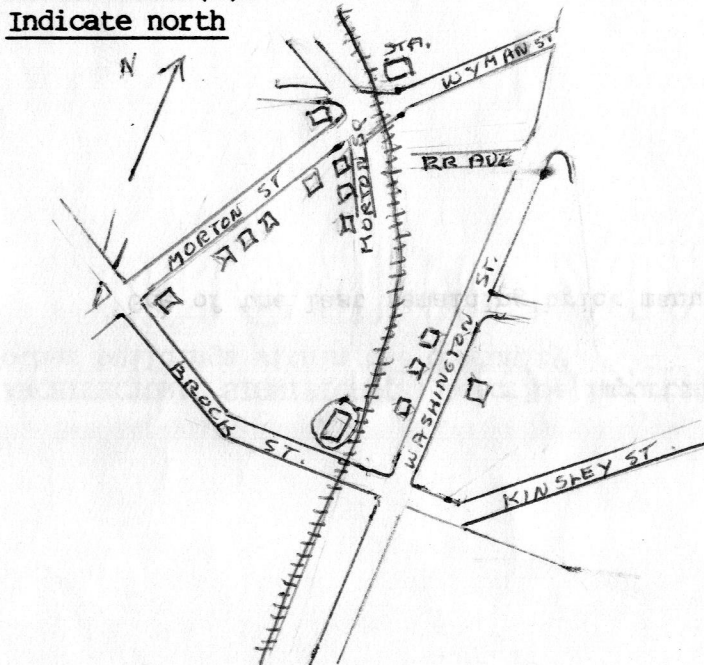 Indicate north
N
STA.
WYMAN ST
MORTON SQ
RR AVE
MORTON ST
WASHINGTON ST.
BROCK ST.
KINSLEY ST.